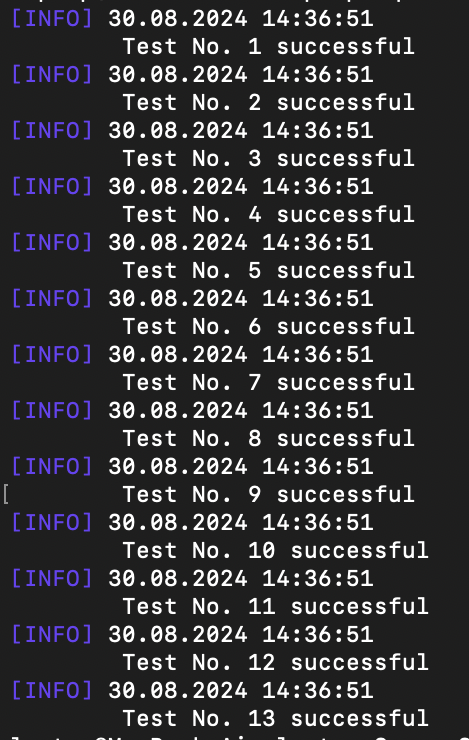 [INFO] 30.08.2024 14:36:51
Test No. 1 successful
[INFO] 30.08.2024 14:36:51
Test No. 2 successful
[INFO] 30.08.2024 14:36:51
Test No. 3 successful
[INFO] 30.08.2024 14:36:51
Test No. 4 successful
[INFO] 30.08.2024 14:36:51
Test No. 5 successful
[INFO] 30.08.2024 14:36:51
Test No. 6 successful
[INFO] 30.08.2024 14:36:51
Test No. 7 successful
[INFO] 30.08.2024 14:36:51
Test No. 8 successful
[INFO] 30.08.2024 14:36:51
[ Test No. 9 successful
[INFO] 30.08.2024 14:36:51
Test No. 10 successful
[INFO] 30.08.2024 14:36:51
Test No. 11 successful
[INFO] 30.08.2024 14:36:51
Test No. 12 successful
[INFO] 30.08.2024 14:36:51
Test No. 13 successful